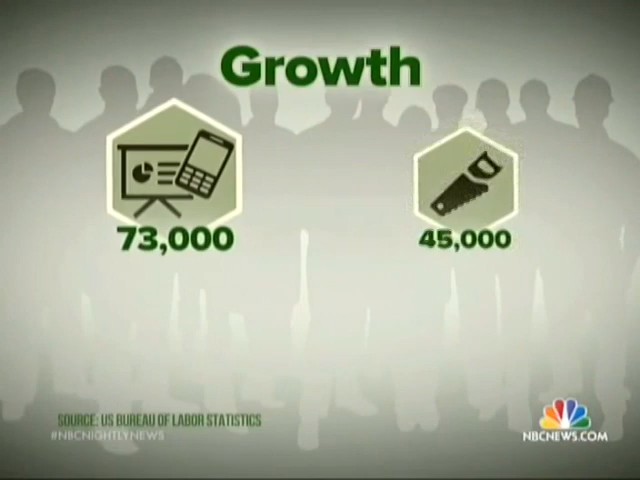 Growth
73,000
45,000
SOURCE: US BUREAU OF LABOR STATISTICS
#NBCNIGHTLYNEWS
NBCNEWS.COM